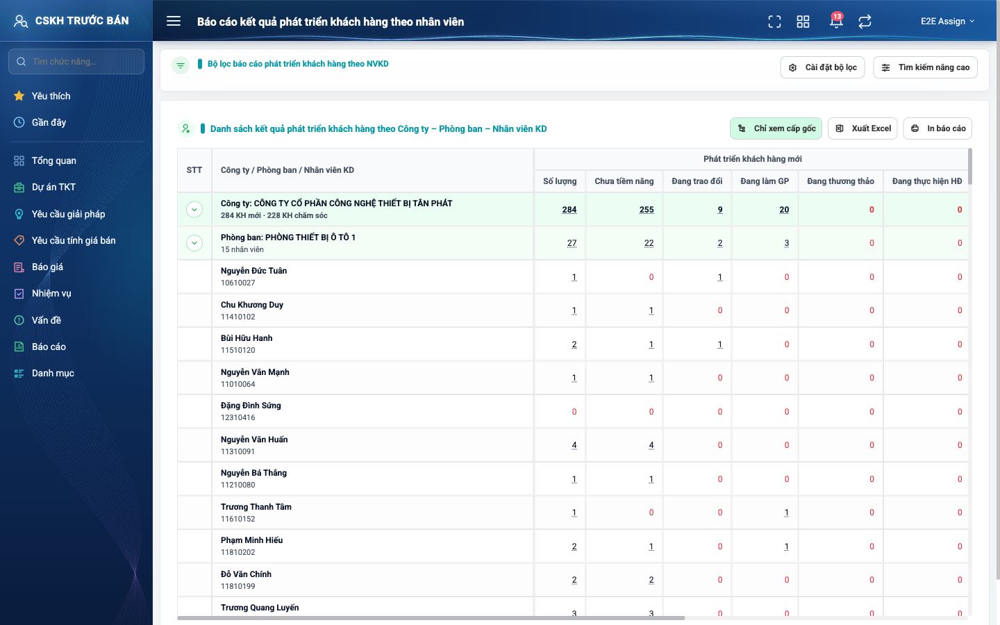 CSKH TRƯỚC BÁN
Báo cáo kết quả phát triển khách hàng theo nhân viên
13
E2E Assign
Tìm chức năng...
Yêu thích
Gần đây
Tổng quan
Dự án TKT
Yêu cầu giải pháp
Yêu cầu tính giá bán
Báo giá
Nhiệm vụ
Vấn đề
Báo cáo
Danh mục
Bộ lọc báo cáo phát triển khách hàng theo NVKD
Cài đặt bộ lọc
Tìm kiếm nâng cao
Danh sách kết quả phát triển khách hàng theo Công ty – Phòng ban – Nhân viên KD
Chỉ xem cấp gốc
Xuất Excel
In báo cáo
STT Công ty / Phòng ban / Nhân viên KD Phát triển khách hàng mới
Số lượng Chưa tiềm năng Đang trao đổi Đang làm GP Đang thương thảo Đang thực hiện HĐ
Công ty: CÔNG TY CỔ PHẦN CÔNG NGHỆ THIẾT BỊ TÂN PHÁT
284 KH mới · 228 KH chăm sóc
284 255 9 20 0 0
Phòng ban: PHÒNG THIẾT BỊ Ô TÔ 1
15 nhân viên
27 22 2 3 0 0
Nguyễn Đức Tuân
10610027
1 0 1 0 0 0
Chu Khương Duy
11410102
1 1 0 0 0 0
Bùi Hữu Hanh
11510120
2 1 1 0 0 0
Nguyễn Văn Mạnh
11010064
1 1 0 0 0 0
Đặng Đình Sứng
12310416
0 0 0 0 0 0
Nguyễn Văn Huấn
11310091
4 4 0 0 0 0
Nguyễn Bá Thắng
11210080
1 1 0 0 0 0
Trương Thanh Tâm
11610152
1 0 0 1 0 0
Phạm Minh Hiếu
11810202
2 1 0 1 0 0
Đỗ Văn Chính
11810199
2 2 0 0 0 0
Trương Quang Luyến
3 3 0 0 0 0